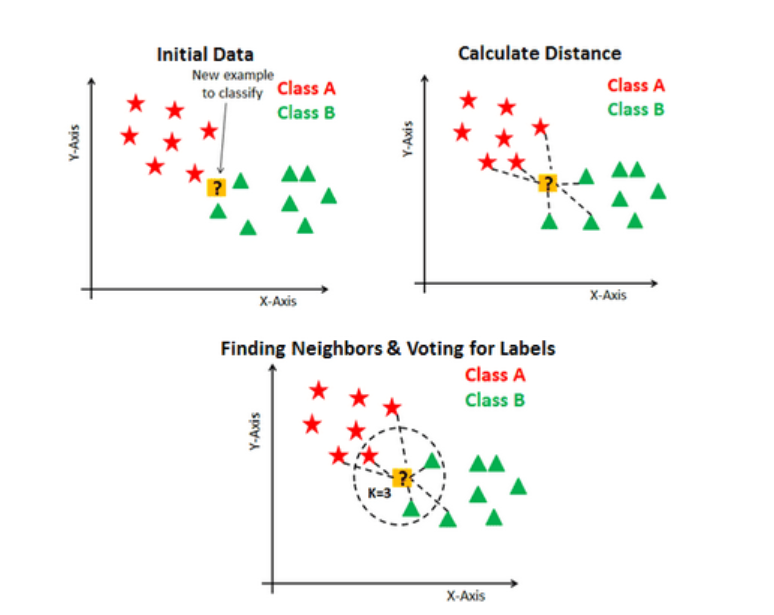 Initial Data
New example
to classify
Class A
Class B
?
Y-Axis
X-Axis
Calculate Distance
Class A
Class B
?
Y-Axis
X-Axis
Finding Neighbors & Voting for Labels
Class A
Class B
?
K=3
Y-Axis
X-Axis